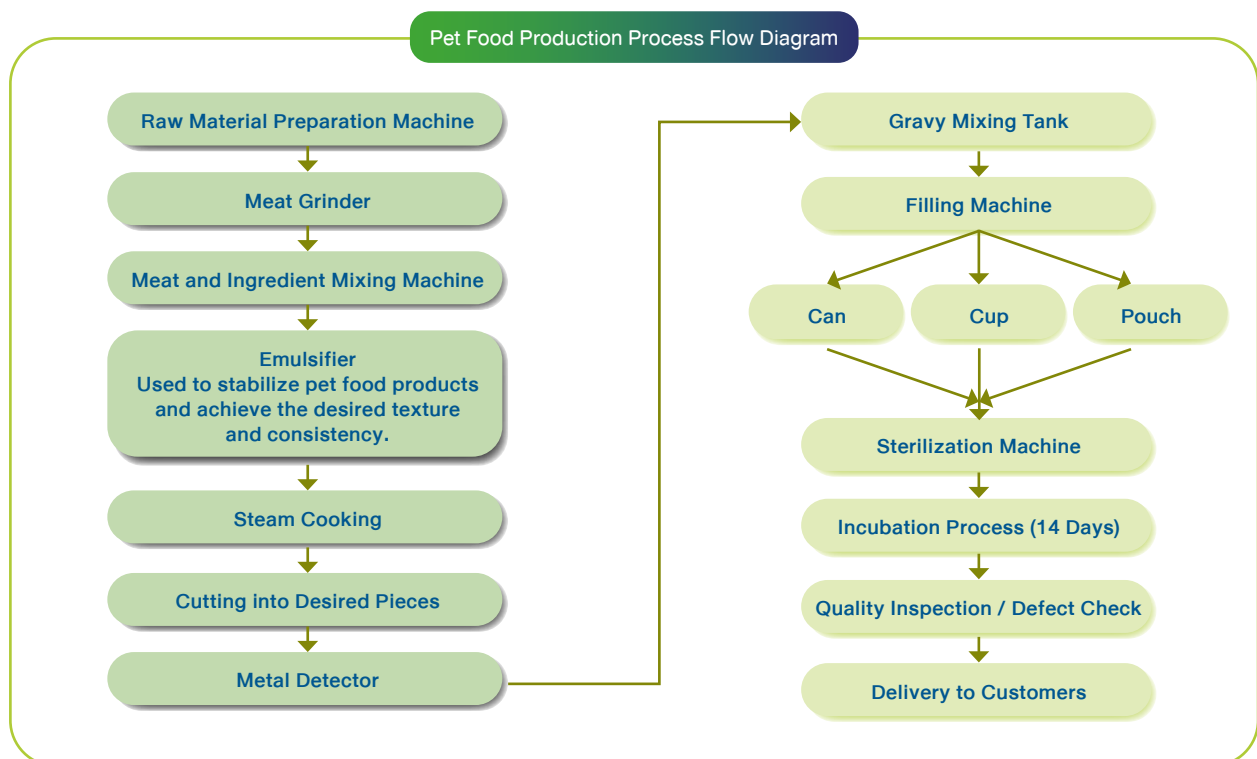 Pet Food Production Process Flow Diagram
Raw Material Preparation Machine
Meat Grinder
Meat and Ingredient Mixing Machine
Emulsifier
Used to stabilize pet food products
and achieve the desired texture
and consistency.
Steam Cooking
Cutting into Desired Pieces
Metal Detector
Gravy Mixing Tank
Filling Machine
Can
Cup
Pouch
Sterilization Machine
Incubation Process (14 Days)
Quality Inspection / Defect Check
Delivery to Customers